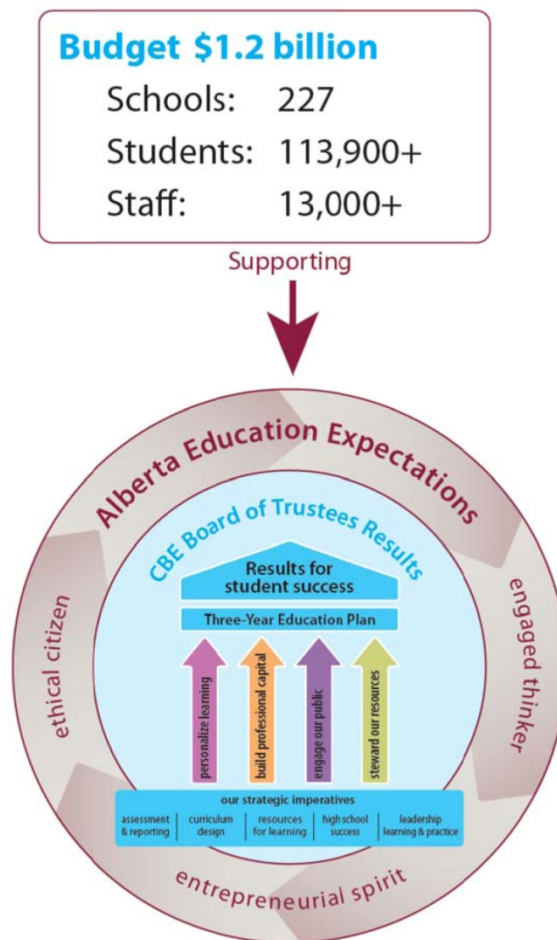 Budget $1.2 billion
Schools: 227
Students: 113,900+
Staff: 13,000+
Supporting
Alberta Education Expectations
CBE Board of Trustees Results
Results for
student success
Three-Year Education Plan
personalize learning
build professional capital
engage our public
steward our resources
ethical citizen
engaged thinker
our strategic imperatives
assessment
& reporting
curriculum
design
resources
for learning
high school
success
leadership
learning & practice
entrepreneurial spirit